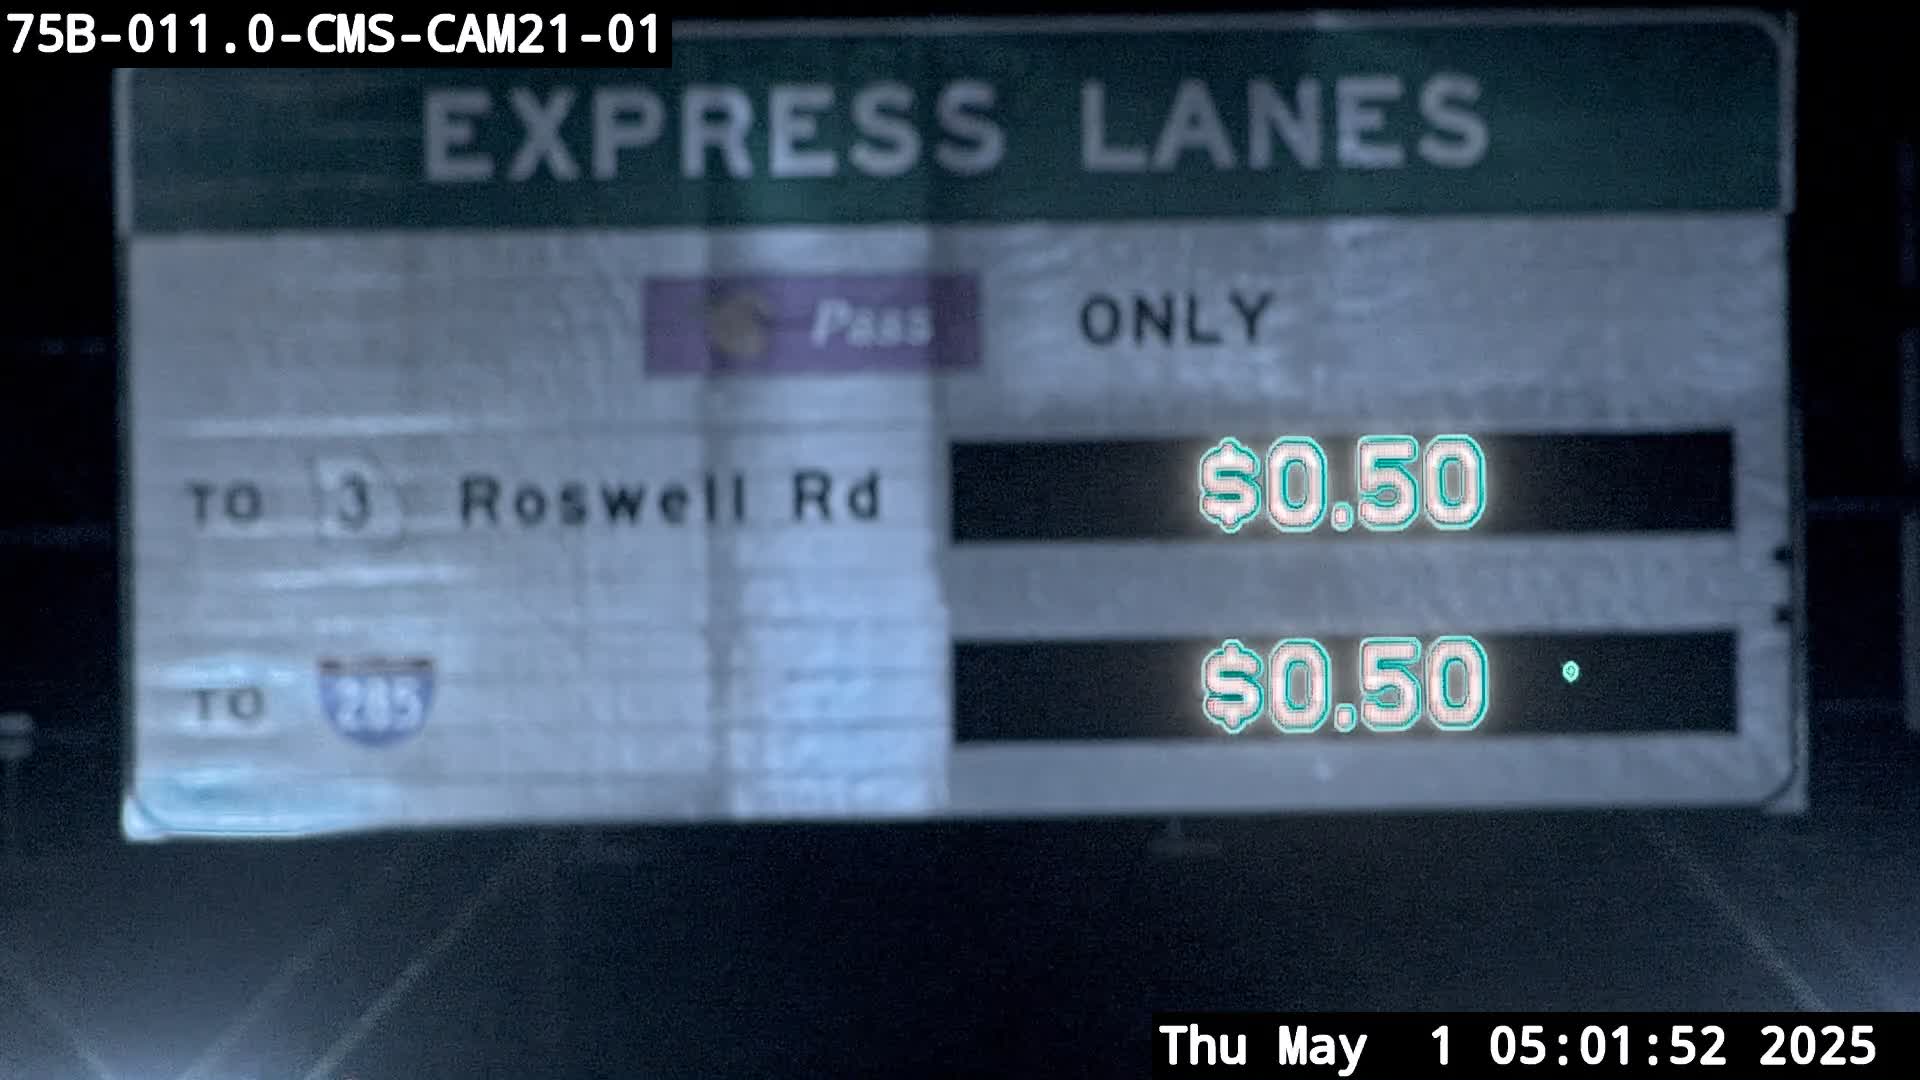 75B-011.0-CMS-CAM21-01
EXPRESS LANES
Pass ONLY
TO 3 Roswell Rd $0.50
TO 285 $0.50
Thu May 1 05:01:52 2025